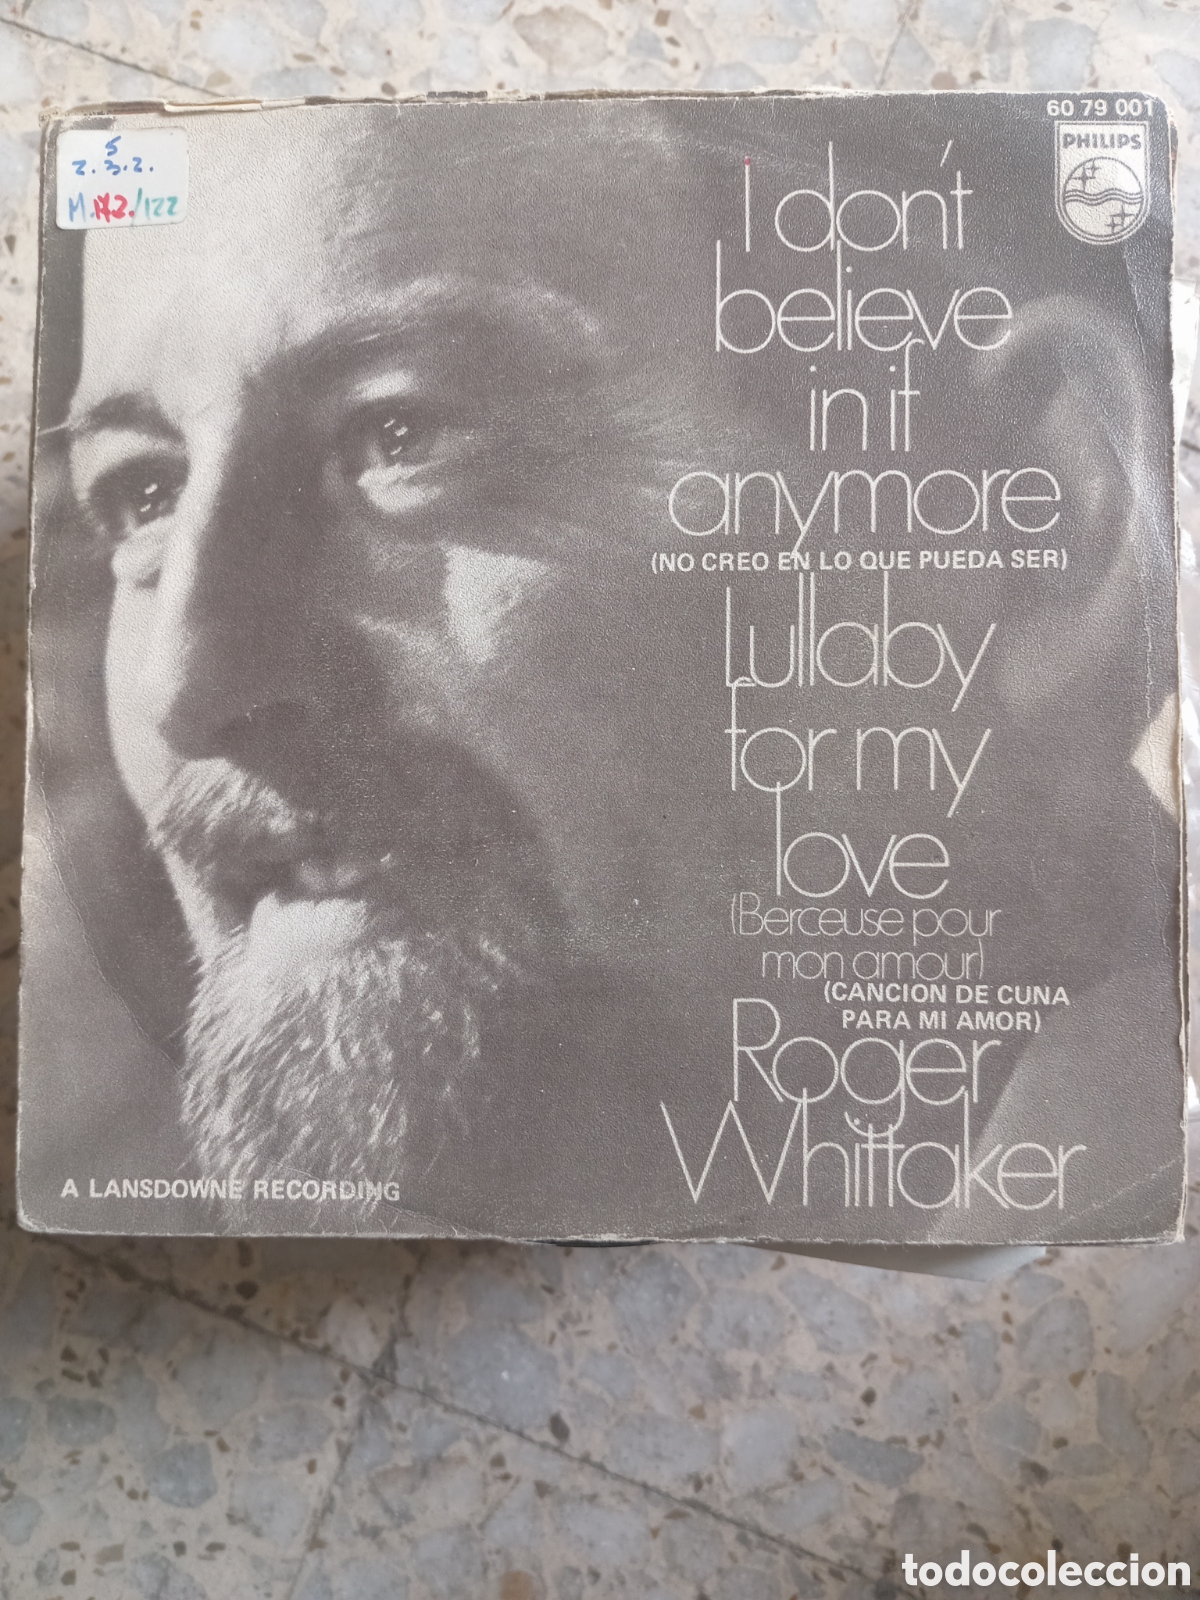 5
2.3.2.
M.172./122
60 79 001
PHILIPS
I don't
believe
in if
anymore
(NO CREO EN LO QUE PUEDA SER)
Lullaby
for my
love
(Berceuse pour
mon amour)
(CANCION DE CUNA
PARA MI AMOR)
Roger
Whittaker
A LANSDOWNE RECORDING
todocoleccion